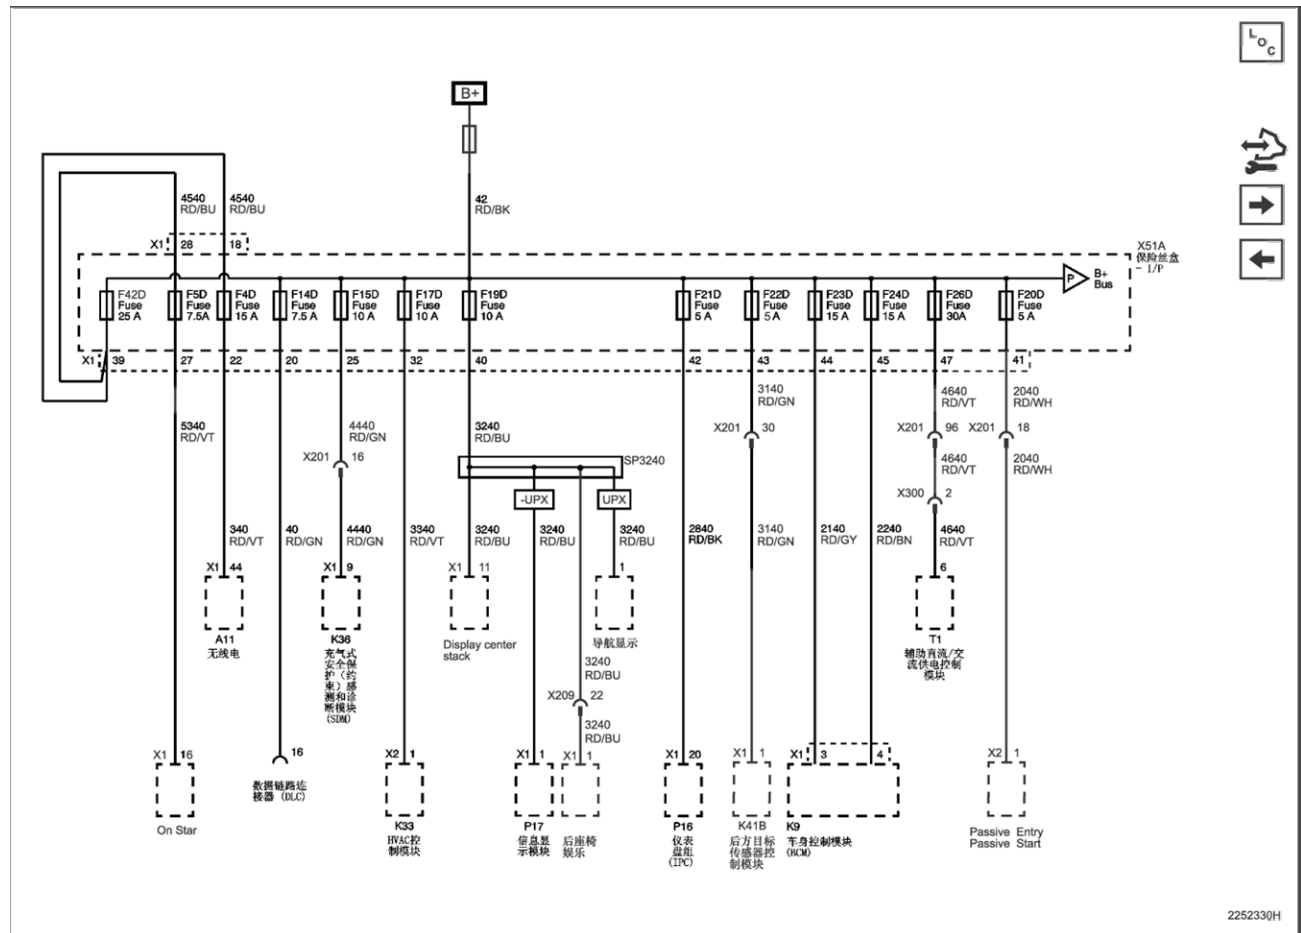 LOC
B+
4540 4540 42
RD/BU RD/BU RD/BK
X1 28 18
X51A
保险丝盒
- I/P
P B+
Bus
F42D F5D F4D F14D F15D F17D F19D F21D F22D F23D F24D F26D F20D
Fuse Fuse Fuse Fuse Fuse Fuse Fuse Fuse Fuse Fuse Fuse Fuse Fuse
25 A 7.5A 15 A 7.5 A 10 A 10 A 10 A 5 A 5 A 15 A 15 A 30A 5 A
X1 39 27 22 20 25 32 40 42 43 44 45 47 41
3140 4640 2040
RD/GN RD/VT RD/WH
5340 4440 3240
RD/VT RD/GN RD/BU
X201 30 X201 96 X201 18
X201 16
SP3240
4640 2040
RD/VT RD/WH
-UPX UPX
X300 2
340 40 4440 3340 3240 3240 3240 2840 3140 2140 2240 4640
RD/VT RD/GN RD/GN RD/VT RD/BU RD/BU RD/BU RD/BK RD/GN RD/GY RD/BN RD/VT
X1 44 X1 9 X1 11 1 6
A11
无线电
K36
充气式
安全保
护（约
束）感
测和诊
断模块
(SDM)
Display center
stack
导航显示
T1
辅助直流/交
流供电控制
模块
3240
RD/BU
X209 22
3240
RD/BU
X1 16 16 X2 1 X1 1 X1 1 X1 20 X1 1 X1 3 4 X2 1
On Star
数据链路连
接器 (DLC)
K33
HVAC控
制模块
P17
信息显
示模块
后座椅
娱乐
P16
仪表
盘组
(IPC)
K41B
后方目标
传感器控
制模块
K9
车身控制模块
(BCM)
Passive Entry
Passive Start
2252330H